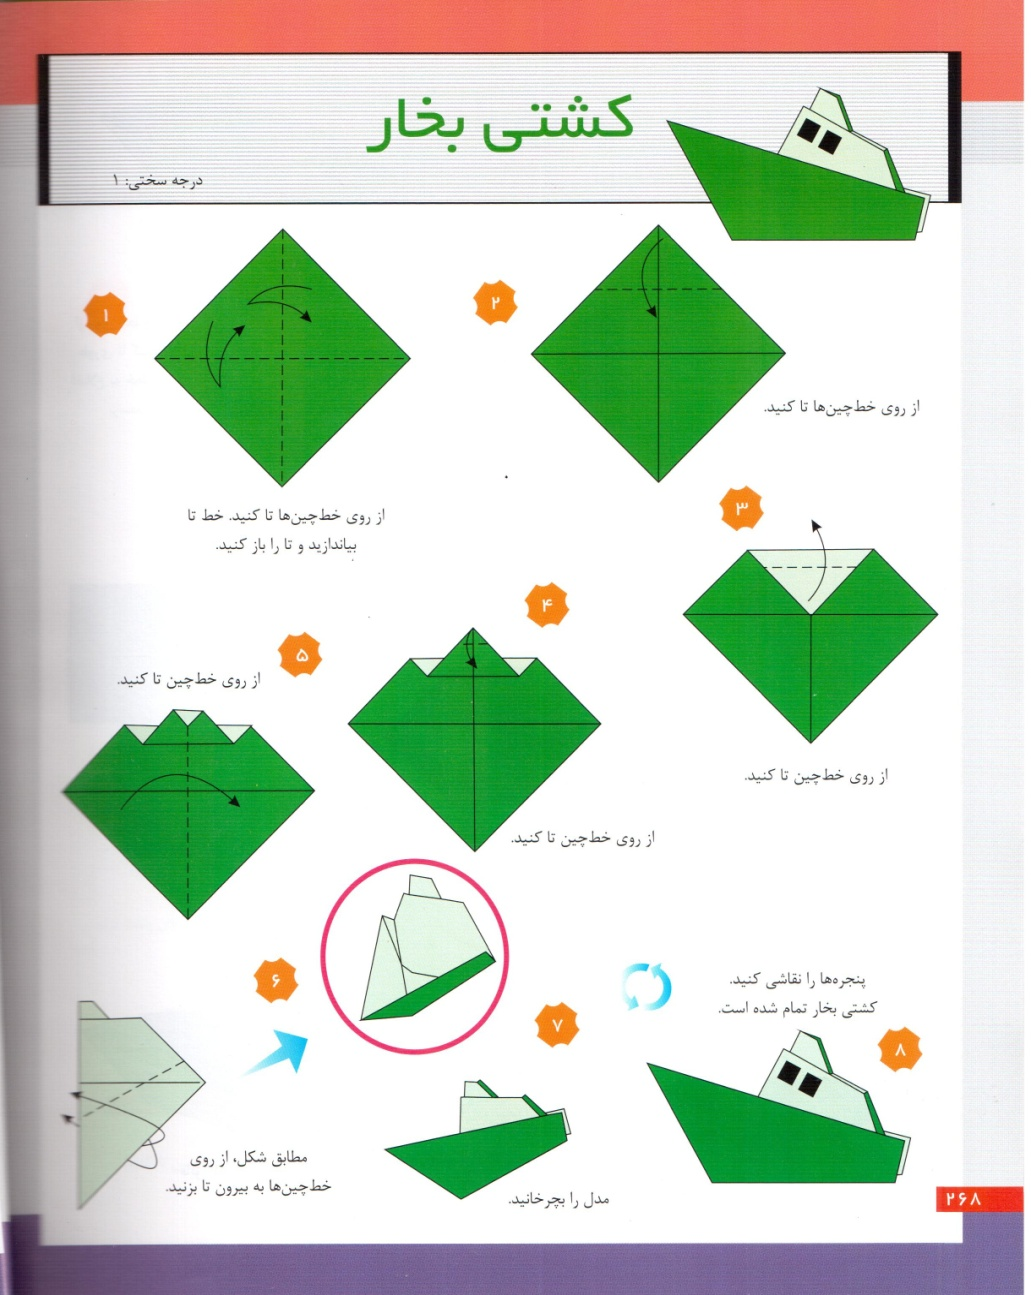 کشتی بخار
درجه سختی: ۱
۱
از روی خط‌چین‌ها تا کنید. خط تا
بیاندازید و تا را باز کنید.
۲
از روی خط‌چین‌ها تا کنید.
۳
از روی خط‌چین تا کنید.
۴
از روی خط‌چین تا کنید.
۵
از روی خط‌چین تا کنید.
۶
مطابق شکل، از روی
خط‌چین‌ها به بیرون تا بزنید.
۷
مدل را بچرخانید.
۸
پنجره‌ها را نقاشی کنید.
کشتی بخار تمام شده است.
۲۶۸